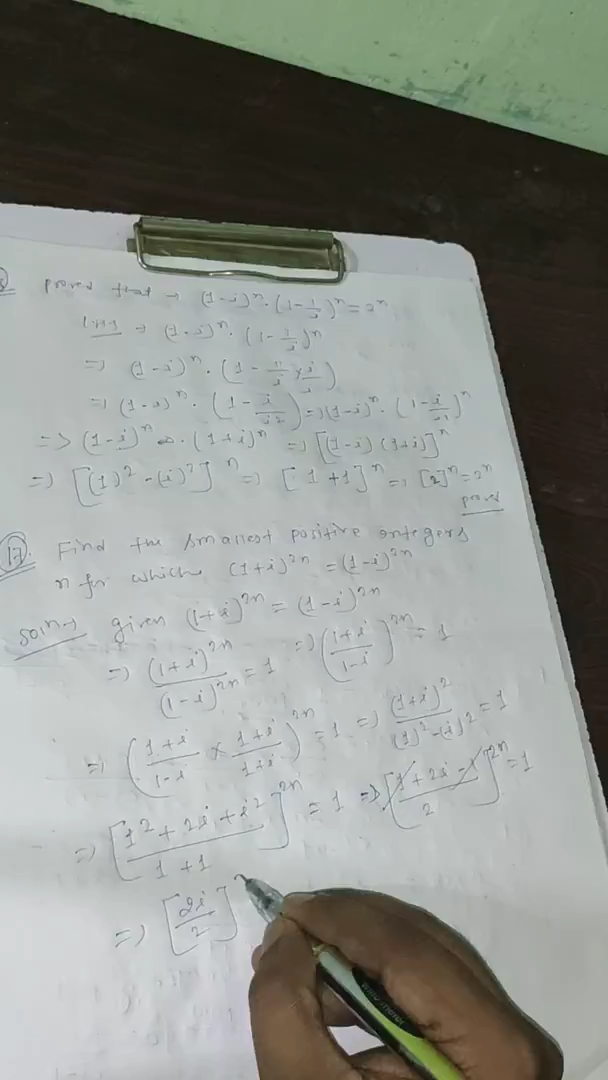 Proved that → (1-i)ⁿ · (1-1/i)ⁿ = 2ⁿ
L.H.S → (1-i)ⁿ · (1-1/i)ⁿ
⇒ (1-i)ⁿ · (1-1/i × i/i)
⇒ (1-i)ⁿ · (1-i/i²) ⇒ (1-i)ⁿ · (1-i/-1)ⁿ
=> (1-i)ⁿ · (1+i)ⁿ ⇒ [(1-i) (1+i)]ⁿ
⇒ [(1)² - (i)²]ⁿ ⇒ [1+1]ⁿ ⇒ [2]ⁿ = 2ⁿ
proved
17. Find the smallest positive integers
n for which (1+i)²ⁿ = (1-i)²ⁿ
Soln→ given (1+i)²ⁿ = (1-i)²ⁿ
⇒ (1+i)²ⁿ/(1-i)²ⁿ = 1 ⇒ ((1+i)/(1-i))²ⁿ = 1
⇒ ((1+i)/(1-i) × (1+i)/(1+i))²ⁿ = 1 ⇒ (1+i)²/((1)²-(i)²) = 1
⇒ [(1²+2i+i²)/(1+1)]²ⁿ = 1 ⇒ [(1+2i-1)/2]²ⁿ = 1
⇒ [2i/2]